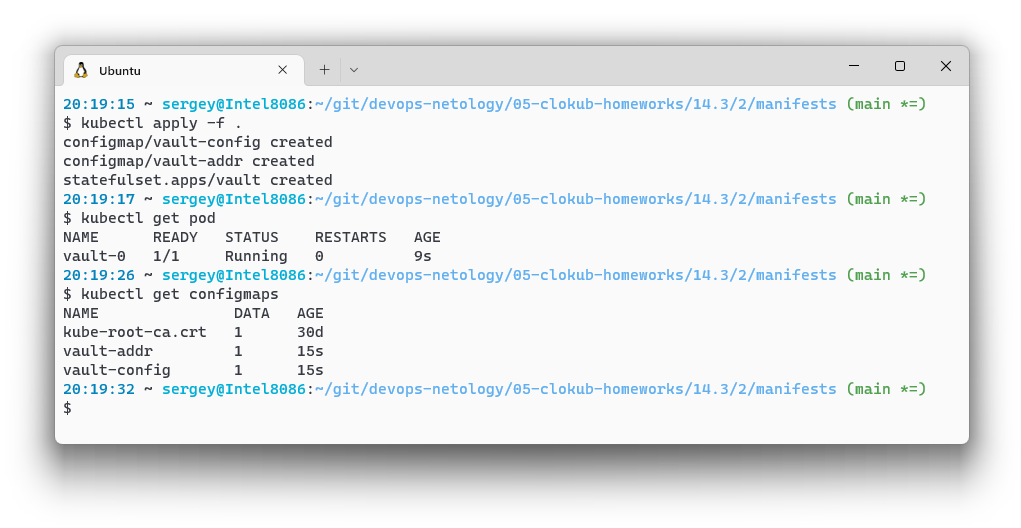 Ubuntu
20:19:15 ~ sergey@Intel8086:~/git/devops-netology/05-clokub-homeworks/14.3/2/manifests (main *=)
$ kubectl apply -f .
configmap/vault-config created
configmap/vault-addr created
statefulset.apps/vault created
20:19:17 ~ sergey@Intel8086:~/git/devops-netology/05-clokub-homeworks/14.3/2/manifests (main *=)
$ kubectl get pod
NAME      READY   STATUS    RESTARTS   AGE
vault-0   1/1     Running   0          9s
20:19:26 ~ sergey@Intel8086:~/git/devops-netology/05-clokub-homeworks/14.3/2/manifests (main *=)
$ kubectl get configmaps
NAME               DATA   AGE
kube-root-ca.crt   1      30d
vault-addr         1      15s
vault-config       1      15s
20:19:32 ~ sergey@Intel8086:~/git/devops-netology/05-clokub-homeworks/14.3/2/manifests (main *=)
$